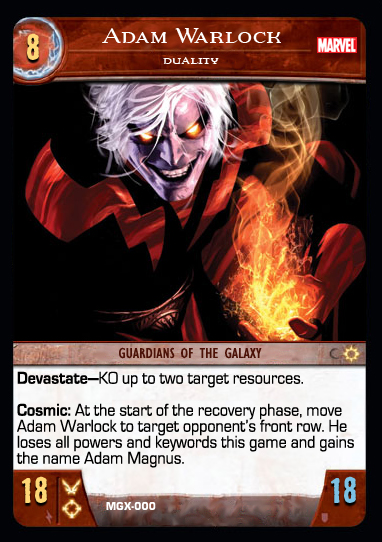 8
ADAM WARLOCK
MARVEL
DUALITY
GUARDIANS OF THE GALAXY
Devastate—KO up to two target resources.
Cosmic: At the start of the recovery phase, move
Adam Warlock to target opponent's front row. He
loses all powers and keywords this game and gains
the name Adam Magnus.
18
MGX-000
18